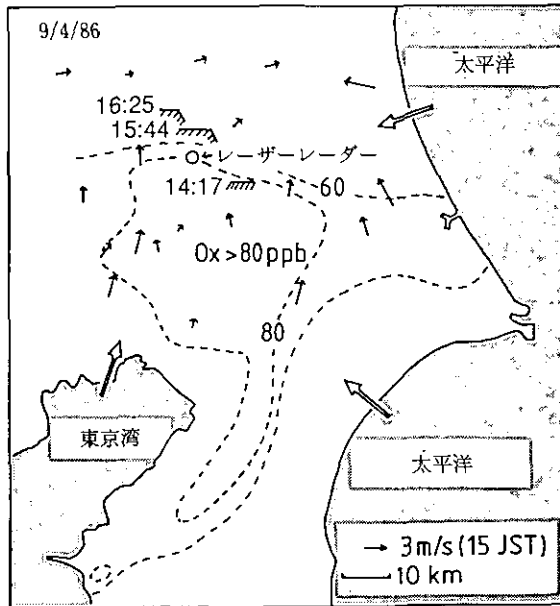 9/4/86
太平洋
16:25
15:44
レーザーレーダー
14:17
60
Ox>80ppb
80
東京湾
太平洋
3m/s(15 JST)
10 km